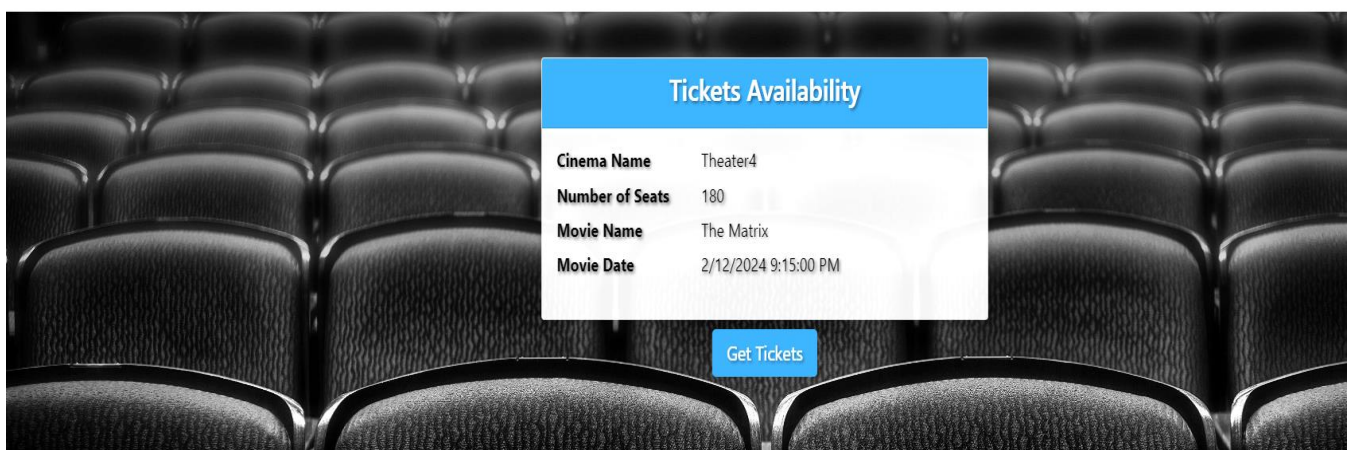 Tickets Availability
Cinema Name Theater4
Number of Seats 180
Movie Name The Matrix
Movie Date 2/12/2024 9:15:00 PM
Get Tickets